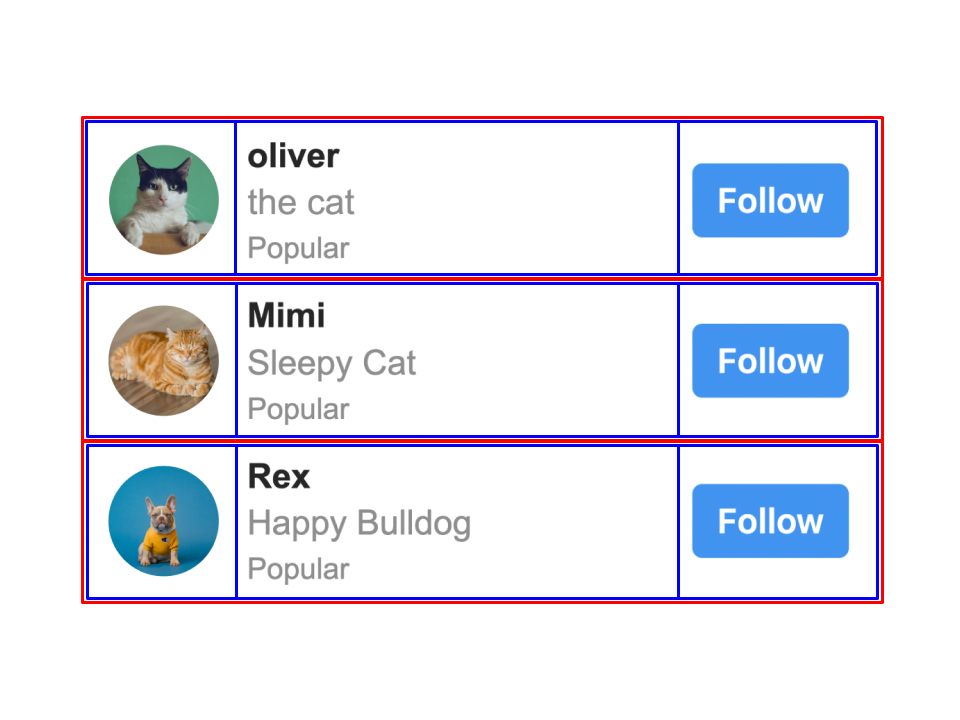 oliver
the cat
Popular
Follow
Mimi
Sleepy Cat
Popular
Follow
Rex
Happy Bulldog
Popular
Follow